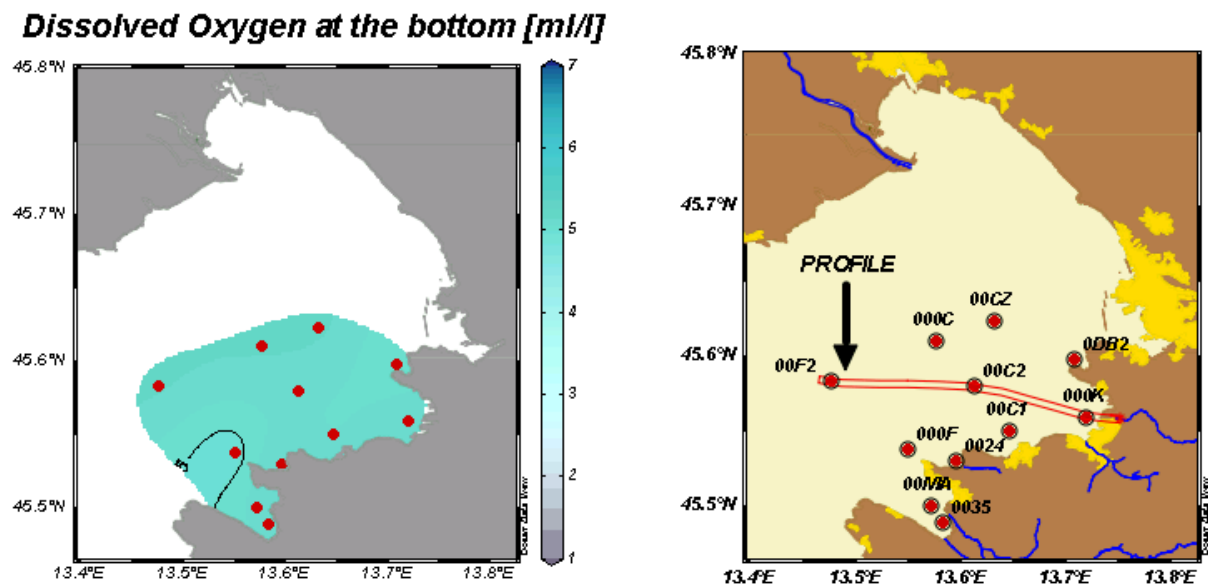 Dissolved Oxygen at the bottom [ml/l]
45.8°N
45.7°N
45.6°N
45.5°N
13.4°E
13.5°E
13.6°E
13.7°E
13.8°E
5
7
6
5
4
3
2
1
Ocean Data View
45.8°N
45.7°N
45.6°N
45.5°N
PROFILE
00CZ
000C
0DB2
00F2
00C2
000K
00C1
000F
0024
00MA
0035
13.4°E
13.5°E
13.6°E
13.7°E
13.8°E
Ocean Data View